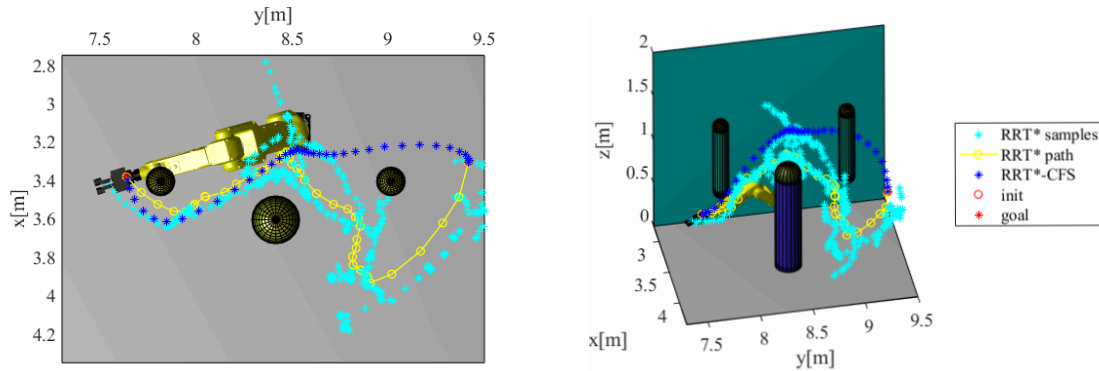 y[m]
7.5 8 8.5 9 9.5
2.8
3
3.2
3.4
3.6
3.8
4
4.2
x[m]
2
1.5
1
0.5
0
z[m]
3
3.5
4
x[m]
7.5 8 8.5 9 9.5
y[m]
RRT* samples
RRT* path
RRT*-CFS
init
goal